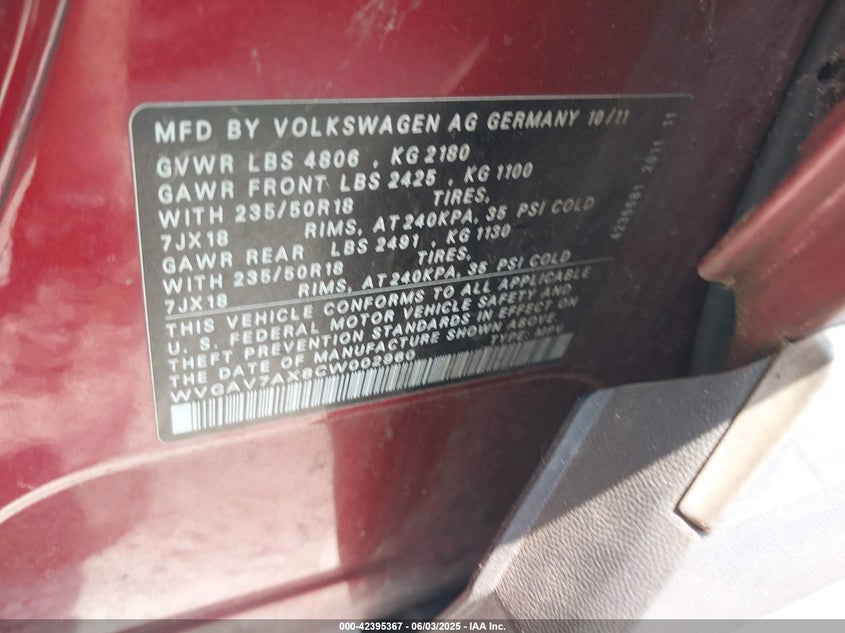 MFD BY VOLKSWAGEN AG GERMANY 10/11
GVWR LBS 4806 , KG 2180
GAWR FRONT LBS 2425 , KG 1100
WITH 235/50R18 TIRES,
7JX18 RIMS, AT 240KPA, 35 PSI COLD
GAWR REAR LBS 2491 , KG 1130
WITH 235/50R18 TIRES,
7JX18 RIMS, AT 240KPA, 35 PSI COLD
THIS VEHICLE CONFORMS TO ALL APPLICABLE
U. S. FEDERAL MOTOR VEHICLE SAFETY AND
THEFT PREVENTION STANDARDS IN EFFECT ON
THE DATE OF MANUFACTURE SHOWN ABOVE.
WVGAV7AX8CW002960 TYPE: MPV
2011 11
000-42395367 - 06/03/2025 - IAA Inc.